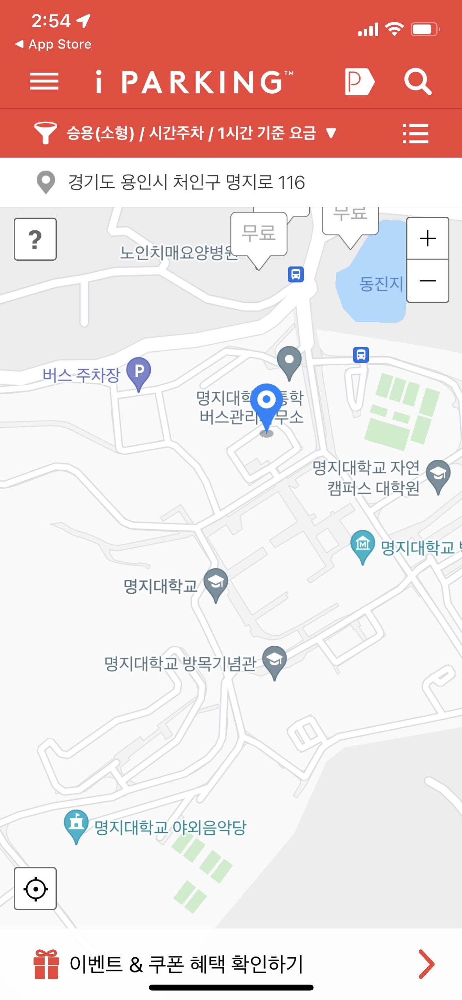 2:54
◀ App Store
i PARKING™
P
승용(소형) / 시간주차 / 1시간 기준 요금 ▼
경기도 용인시 처인구 명지로 116
?
무료
무료
+
노인치매요양병원
−
동진지
버스 주차장
P
명지대학 통학
버스관리 무소
명지대학교 자연
캠퍼스 대학원
M
명지대학교
명지대학교
명지대학교 방목기념관
명지대학교 야외음악당
이벤트 & 쿠폰 혜택 확인하기